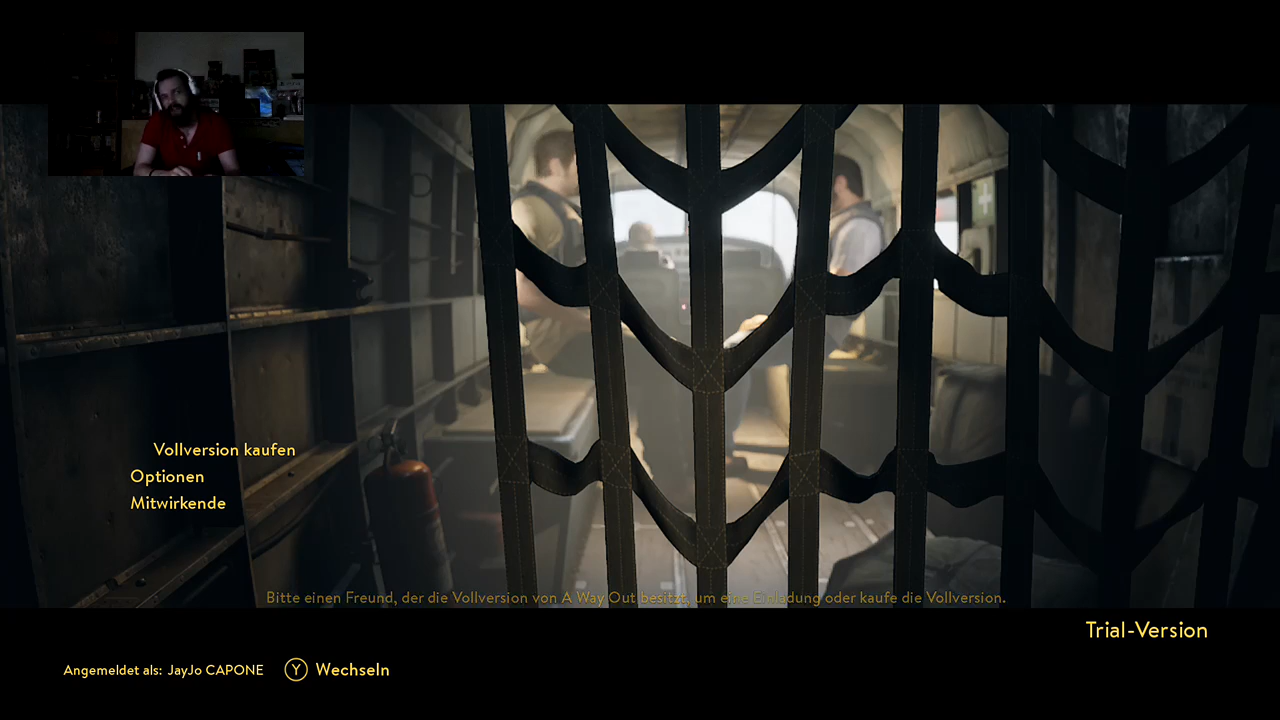 Vollversion kaufen
Optionen
Mitwirkende
Bitte einen Freund, der die Vollversion von A Way Out besitzt, um eine Einladung oder kaufe die Vollversion.
Trial-Version
Angemeldet als: JayJo CAPONE Y Wechseln